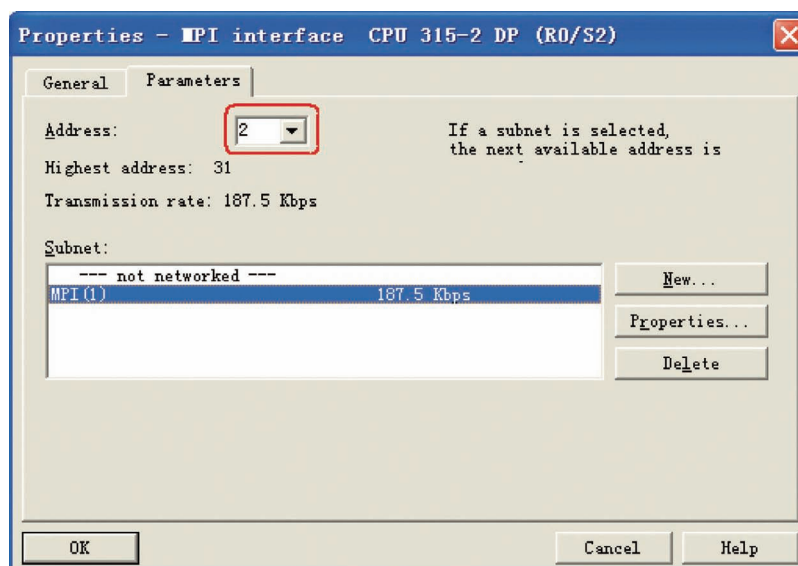 Properties - MPI interface CPU 315-2 DP (R0/S2)
General Parameters
Address: 2
If a subnet is selected,
the next available address is
Highest address: 31
Transmission rate: 187.5 Kbps
Subnet:
--- not networked ---
MPI(1) 187.5 Kbps
New...
Properties...
Delete
OK Cancel Help